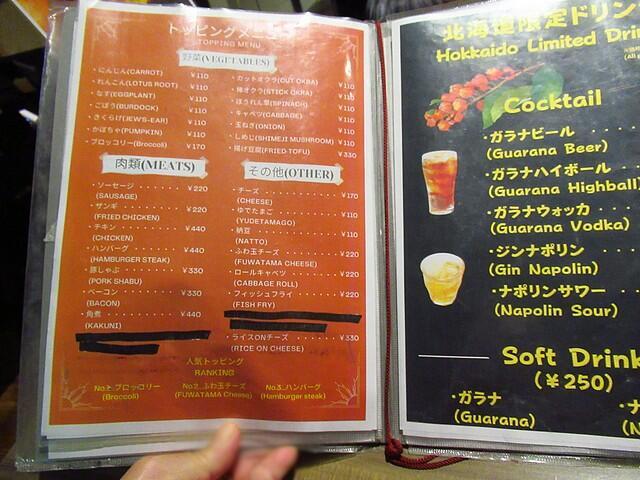 トッピングメニュー
TOPPING MENU
野菜(VEGETABLES)
・にんじん(CARROT) ¥110
・れんこん(LOTUS ROOT) ¥110
・なす(EGGPLANT) ¥110
・ごぼう(BURDOCK) ¥110
・きくらげ(JEWS-EAR) ¥110
・かぼちゃ(PUMPKIN) ¥110
・ブロッコリー(Broccoli) ¥170
・カットオクラ(CUT OKBA) ¥110
・棒オクラ(STICK OKRA) ¥110
・ほうれん草(SPINACH) ¥110
・キャベツ(CABBAGE) ¥110
・玉ねぎ(ONION) ¥110
・しめじ(SHIMEJI MUSHROOM) ¥110
・揚げ豆腐(FRIED TOFU) ¥330
肉類(MEATS)
・ソーセージ ¥220
(SAUSAGE)
・ザンギ ¥220
(FRIED CHICKEN)
・チキン ¥440
(CHICKEN)
・ハンバーグ ¥440
(HAMBURGER STEAK)
・豚しゃぶ ¥330
(PORK SHABU)
・ベーコン ¥330
(BACON)
・角煮 ¥440
(KAKUNI)
その他(OTHER)
・チーズ ¥170
(CHEESE)
・ゆでたまご ¥110
(YUDETAMAGO)
・納豆 ¥110
(NATTO)
・ふわ玉チーズ ¥220
(FUWATAMA CHEESE)
・ロールキャベツ ¥220
(CABBAGE ROLL)
・フィッシュフライ ¥220
(FISH FRY)
・ライスONチーズ ¥330
(RICE ON CHEESE)
人気トッピング
RANKING
No.1.ブロッコリー
(Broccoli)
No.2.ふわ玉チーズ
(FUWATAMA Cheese)
No.3.ハンバーグ
(Hamburger steak)
北海道限定ドリン
Hokkaido Limited Dri
Cocktail
・ガラナビール
(Guarana Beer)
・ガラナハイボール
(Guarana Highball
・ガラナウォッカ
(Guarana Vodka)
・ジンナポリン
(Gin Napolin)
・ナポリンサワー
(Napolin Sour)
Soft Drink
(¥250)
・ガラナ
(Guarana)